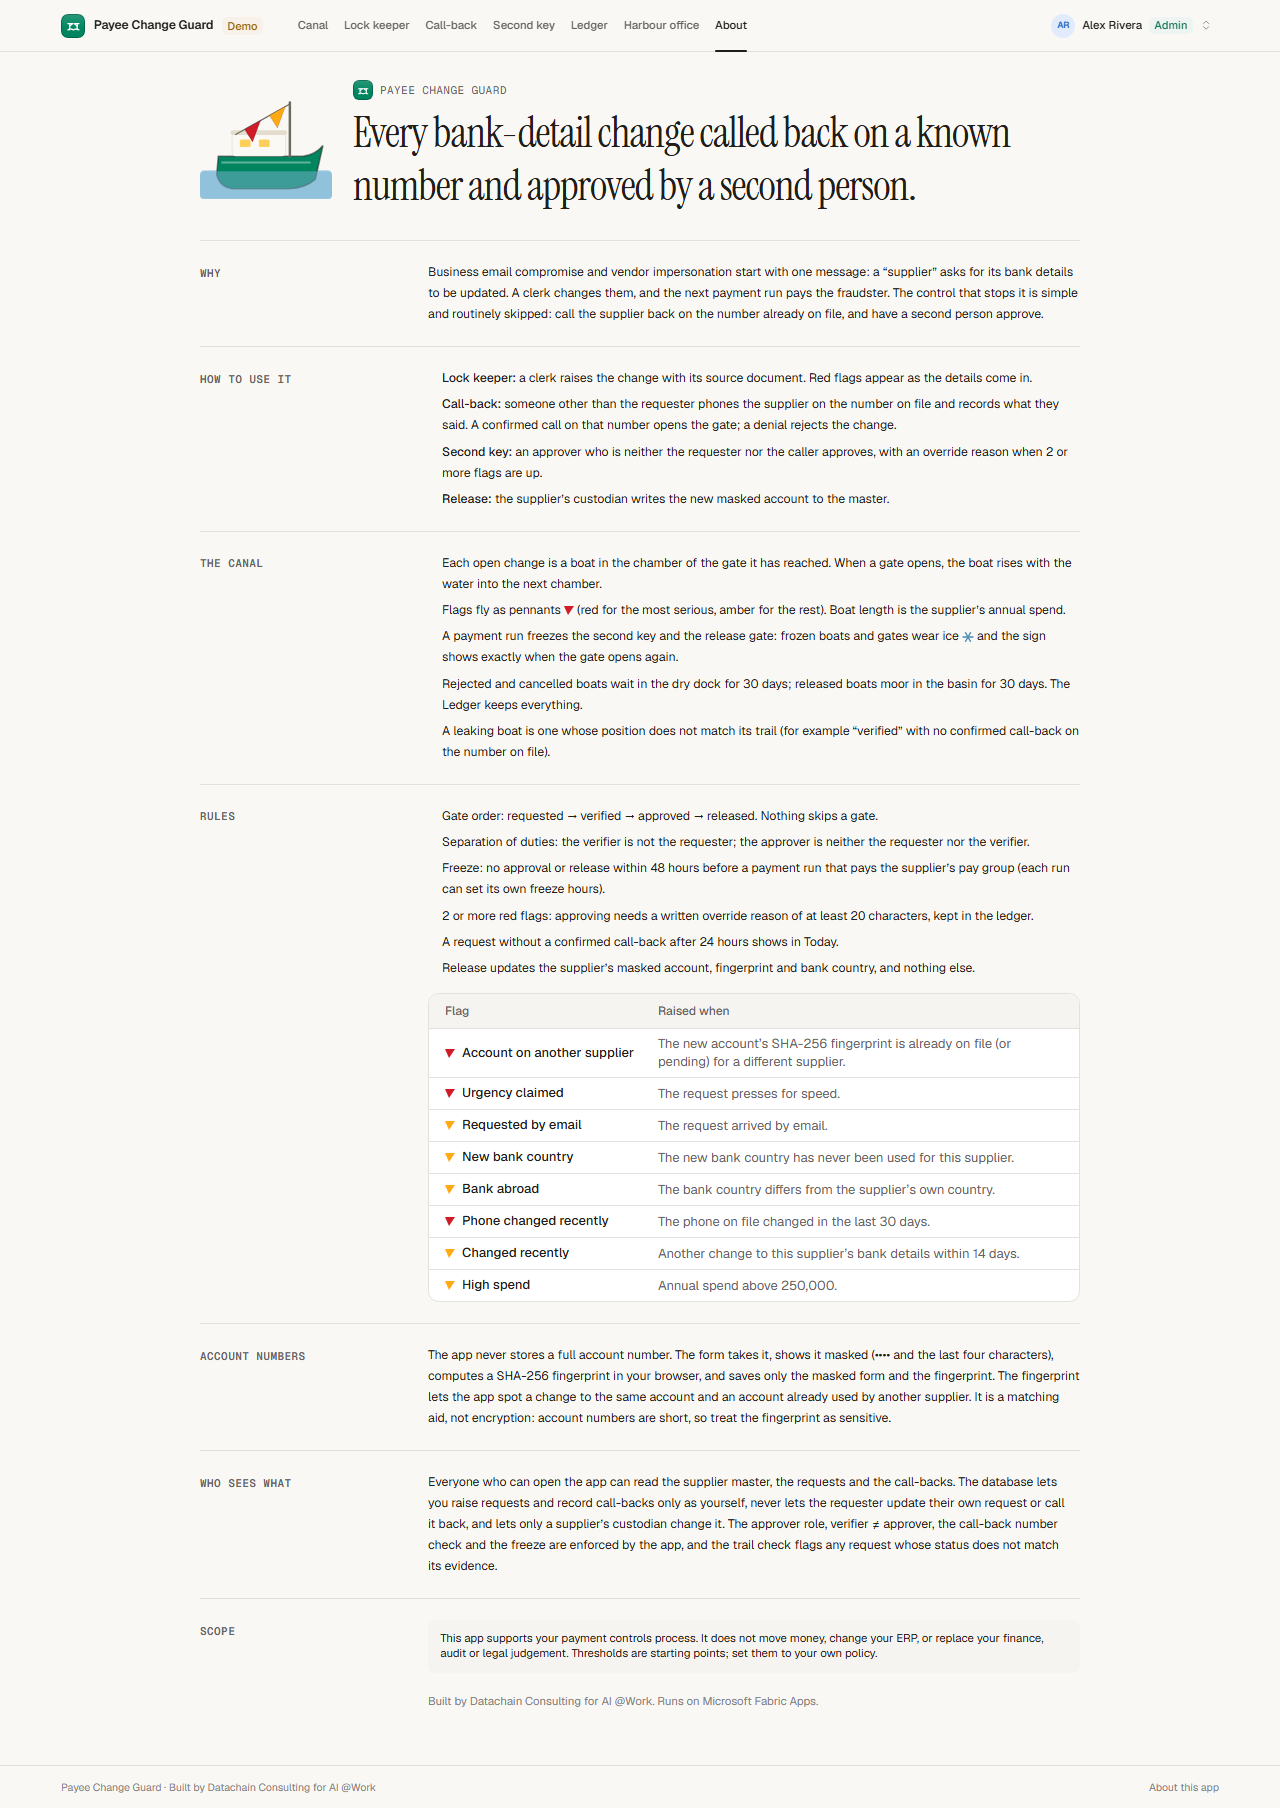 Payee Change Guard Demo Canal Lock keeper Call-back Second key Ledger Harbour office About AR Alex Rivera Admin
PAYEE CHANGE GUARD
Every bank-detail change called back on a known
number and approved by a second person.
WHY
Business email compromise and vendor impersonation start with one message: a “supplier” asks for its bank details
to be updated. A clerk changes them, and the next payment run pays the fraudster. The control that stops it is simple
and routinely skipped: call the supplier back on the number already on file, and have a second person approve.
HOW TO USE IT
Lock keeper: a clerk raises the change with its source document. Red flags appear as the details come in.
Call-back: someone other than the requester phones the supplier on the number on file and records what they
said. A confirmed call on that number opens the gate; a denial rejects the change.
Second key: an approver who is neither the requester nor the caller approves, with an override reason when 2 or
more flags are up.
Release: the supplier’s custodian writes the new masked account to the master.
THE CANAL
Each open change is a boat in the chamber of the gate it has reached. When a gate opens, the boat rises with the
water into the next chamber.
Flags fly as pennants (red for the most serious, amber for the rest). Boat length is the supplier’s annual spend.
A payment run freezes the second key and the release gate: frozen boats and gates wear ice and the sign
shows exactly when the gate opens again.
Rejected and cancelled boats wait in the dry dock for 30 days; released boats moor in the basin for 30 days. The
Ledger keeps everything.
A leaking boat is one whose position does not match its trail (for example “verified” with no confirmed call-back on
the number on file).
RULES
Gate order: requested → verified → approved → released. Nothing skips a gate.
Separation of duties: the verifier is not the requester; the approver is neither the requester nor the verifier.
Freeze: no approval or release within 48 hours before a payment run that pays the supplier’s pay group (each run
can set its own freeze hours).
2 or more red flags: approving needs a written override reason of at least 20 characters, kept in the ledger.
A request without a confirmed call-back after 24 hours shows in Today.
Release updates the supplier’s masked account, fingerprint and bank country, and nothing else.
Flag Raised when
Account on another supplier The new account’s SHA-256 fingerprint is already on file (or
pending) for a different supplier.
Urgency claimed The request presses for speed.
Requested by email The request arrived by email.
New bank country The new bank country has never been used for this supplier.
Bank abroad The bank country differs from the supplier’s own country.
Phone changed recently The phone on file changed in the last 30 days.
Changed recently Another change to this supplier’s bank details within 14 days.
High spend Annual spend above 250,000.
ACCOUNT NUMBERS
The app never stores a full account number. The form takes it, shows it masked (•••• and the last four characters),
computes a SHA-256 fingerprint in your browser, and saves only the masked form and the fingerprint. The fingerprint
lets the app spot a change to the same account and an account already used by another supplier. It is a matching
aid, not encryption: account numbers are short, so treat the fingerprint as sensitive.
WHO SEES WHAT
Everyone who can open the app can read the supplier master, the requests and the call-backs. The database lets
you raise requests and record call-backs only as yourself, never lets the requester update their own request or call
it back, and lets only a supplier’s custodian change it. The approver role, verifier ≠ approver, the call-back number
check and the freeze are enforced by the app, and the trail check flags any request whose status does not match
its evidence.
SCOPE
This app supports your payment controls process. It does not move money, change your ERP, or replace your finance,
audit or legal judgement. Thresholds are starting points; set them to your own policy.
Built by Datachain Consulting for AI @Work. Runs on Microsoft Fabric Apps.
Payee Change Guard · Built by Datachain Consulting for AI @Work About this app